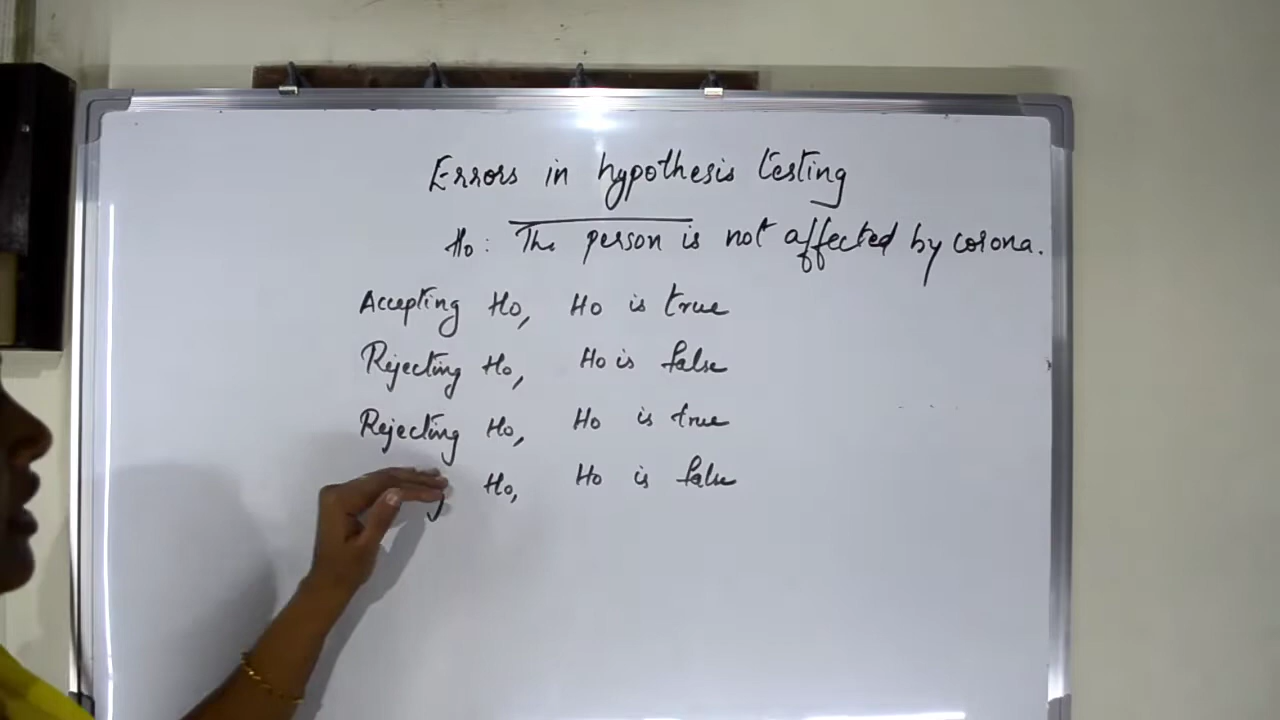 Errors in hypothesis testing
Ho: The person is not affected by corona.
Accepting Ho, Ho is true
Rejecting Ho, Ho is false
Rejecting Ho, Ho is true
Ho, Ho is false